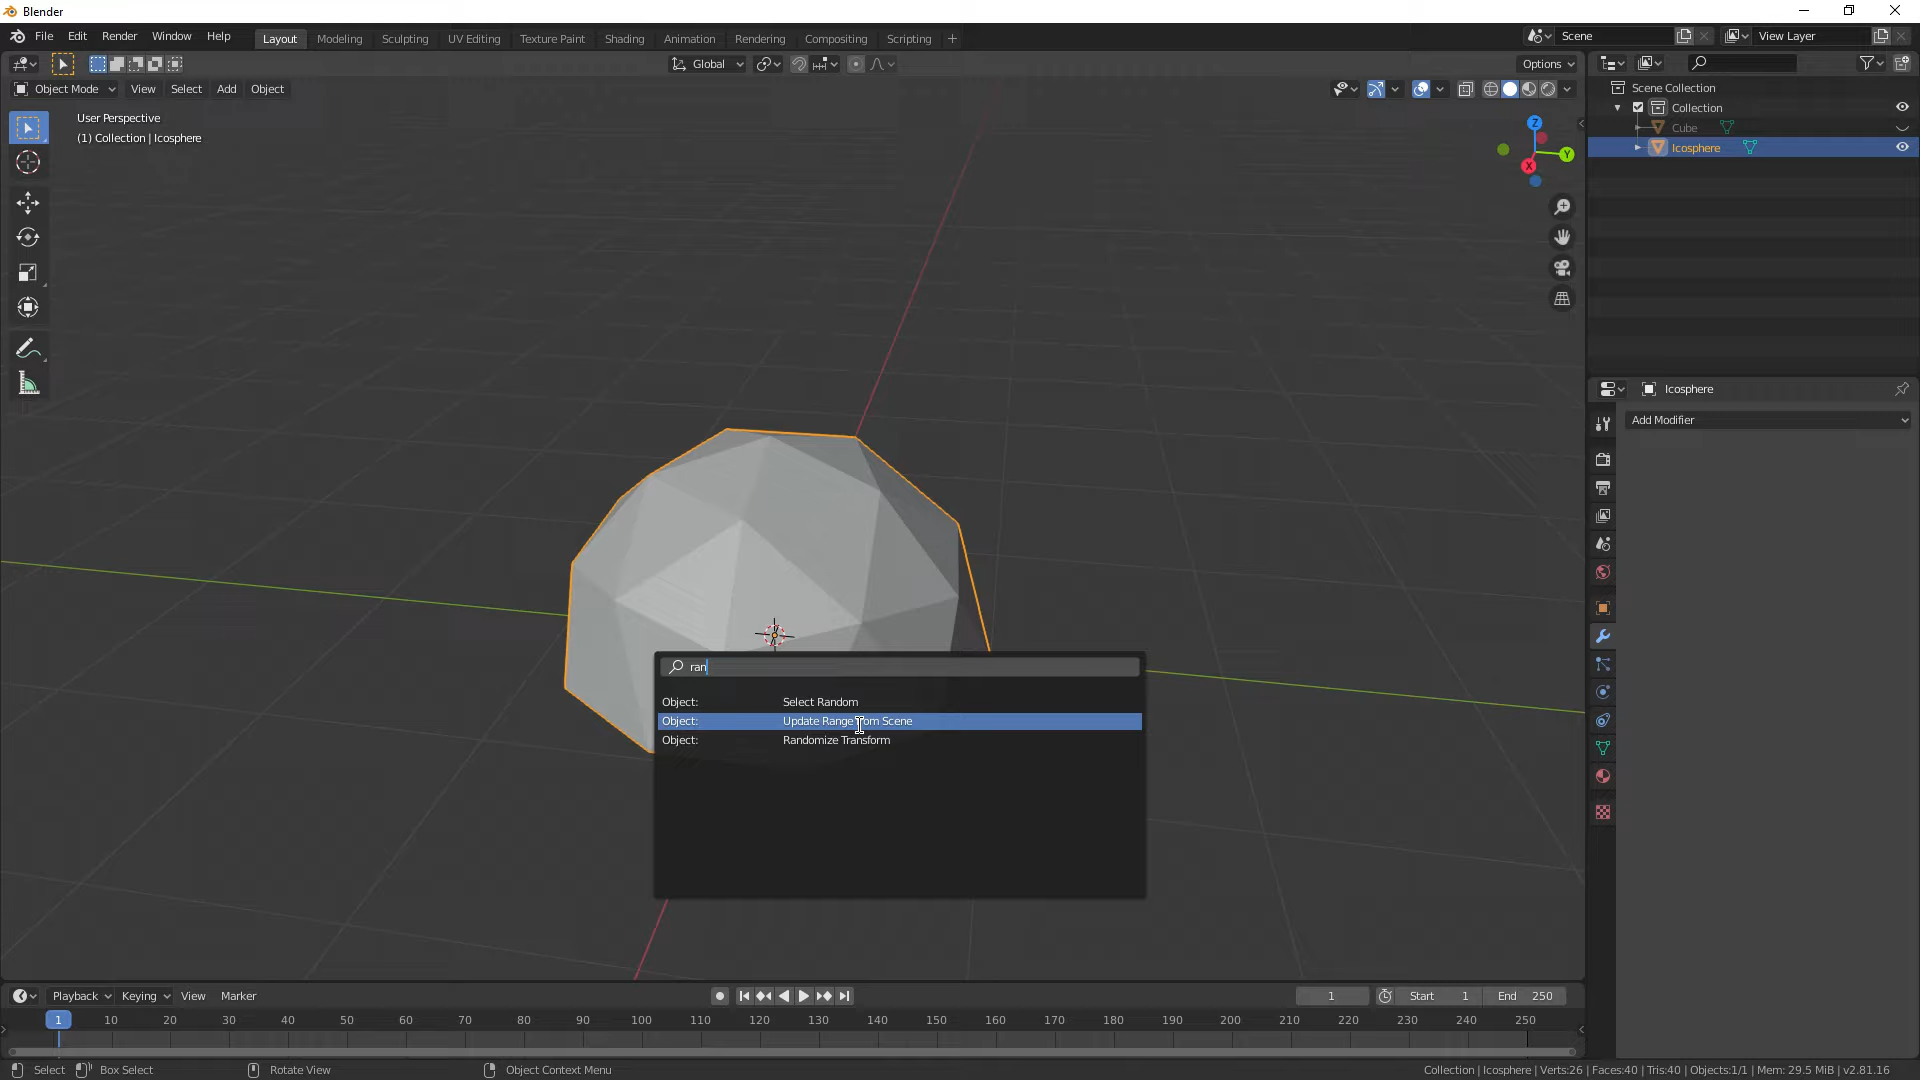 Blender
File Edit Render Window Help
Layout Modeling Sculpting UV Editing Texture Paint Shading Animation Rendering Compositing Scripting +
Scene
View Layer
Global
Options
Object Mode View Select Add Object
User Perspective
(1) Collection | Icosphere
Z
Y
X
Scene Collection
Collection
Cube
Icosphere
Icosphere
Add Modifier
ran
Object: Select Random
Object: Update Range from Scene
Object: Randomize Transform
Playback Keying View Marker
1
Start 1
End 250
1 10 20 30 40 50 60 70 80 90 100 110 120 130 140 150 160 170 180 190 200 210 220 230 240 250
Select Box Select Rotate View Object Context Menu
Collection | Icosphere | Verts:26 | Faces:40 | Tris:40 | Objects:1/1 | Mem: 29.5 MiB | v2.81.16